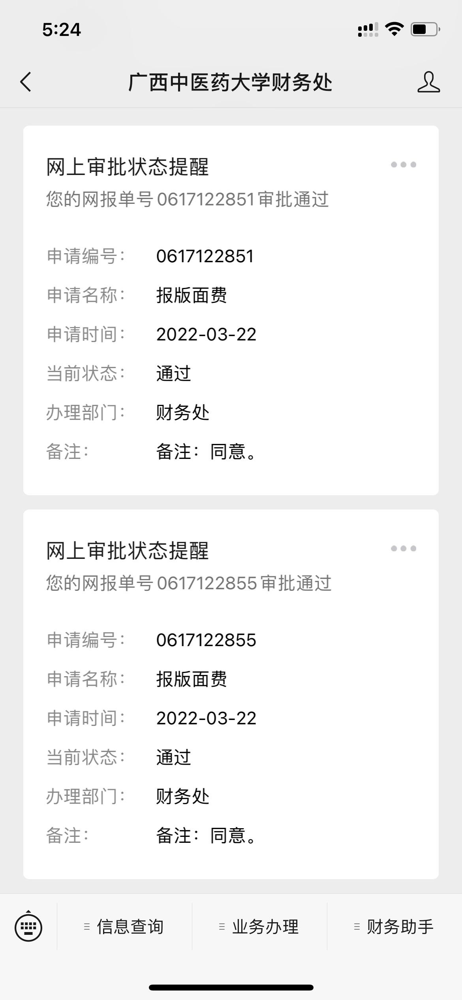 5:24
广西中医药大学财务处
网上审批状态提醒
您的网报单号0617122851审批通过
申请编号： 0617122851
申请名称： 报版面费
申请时间： 2022-03-22
当前状态： 通过
办理部门： 财务处
备注： 备注：同意。
网上审批状态提醒
您的网报单号0617122855审批通过
申请编号： 0617122855
申请名称： 报版面费
申请时间： 2022-03-22
当前状态： 通过
办理部门： 财务处
备注： 备注：同意。
信息查询 业务办理 财务助手